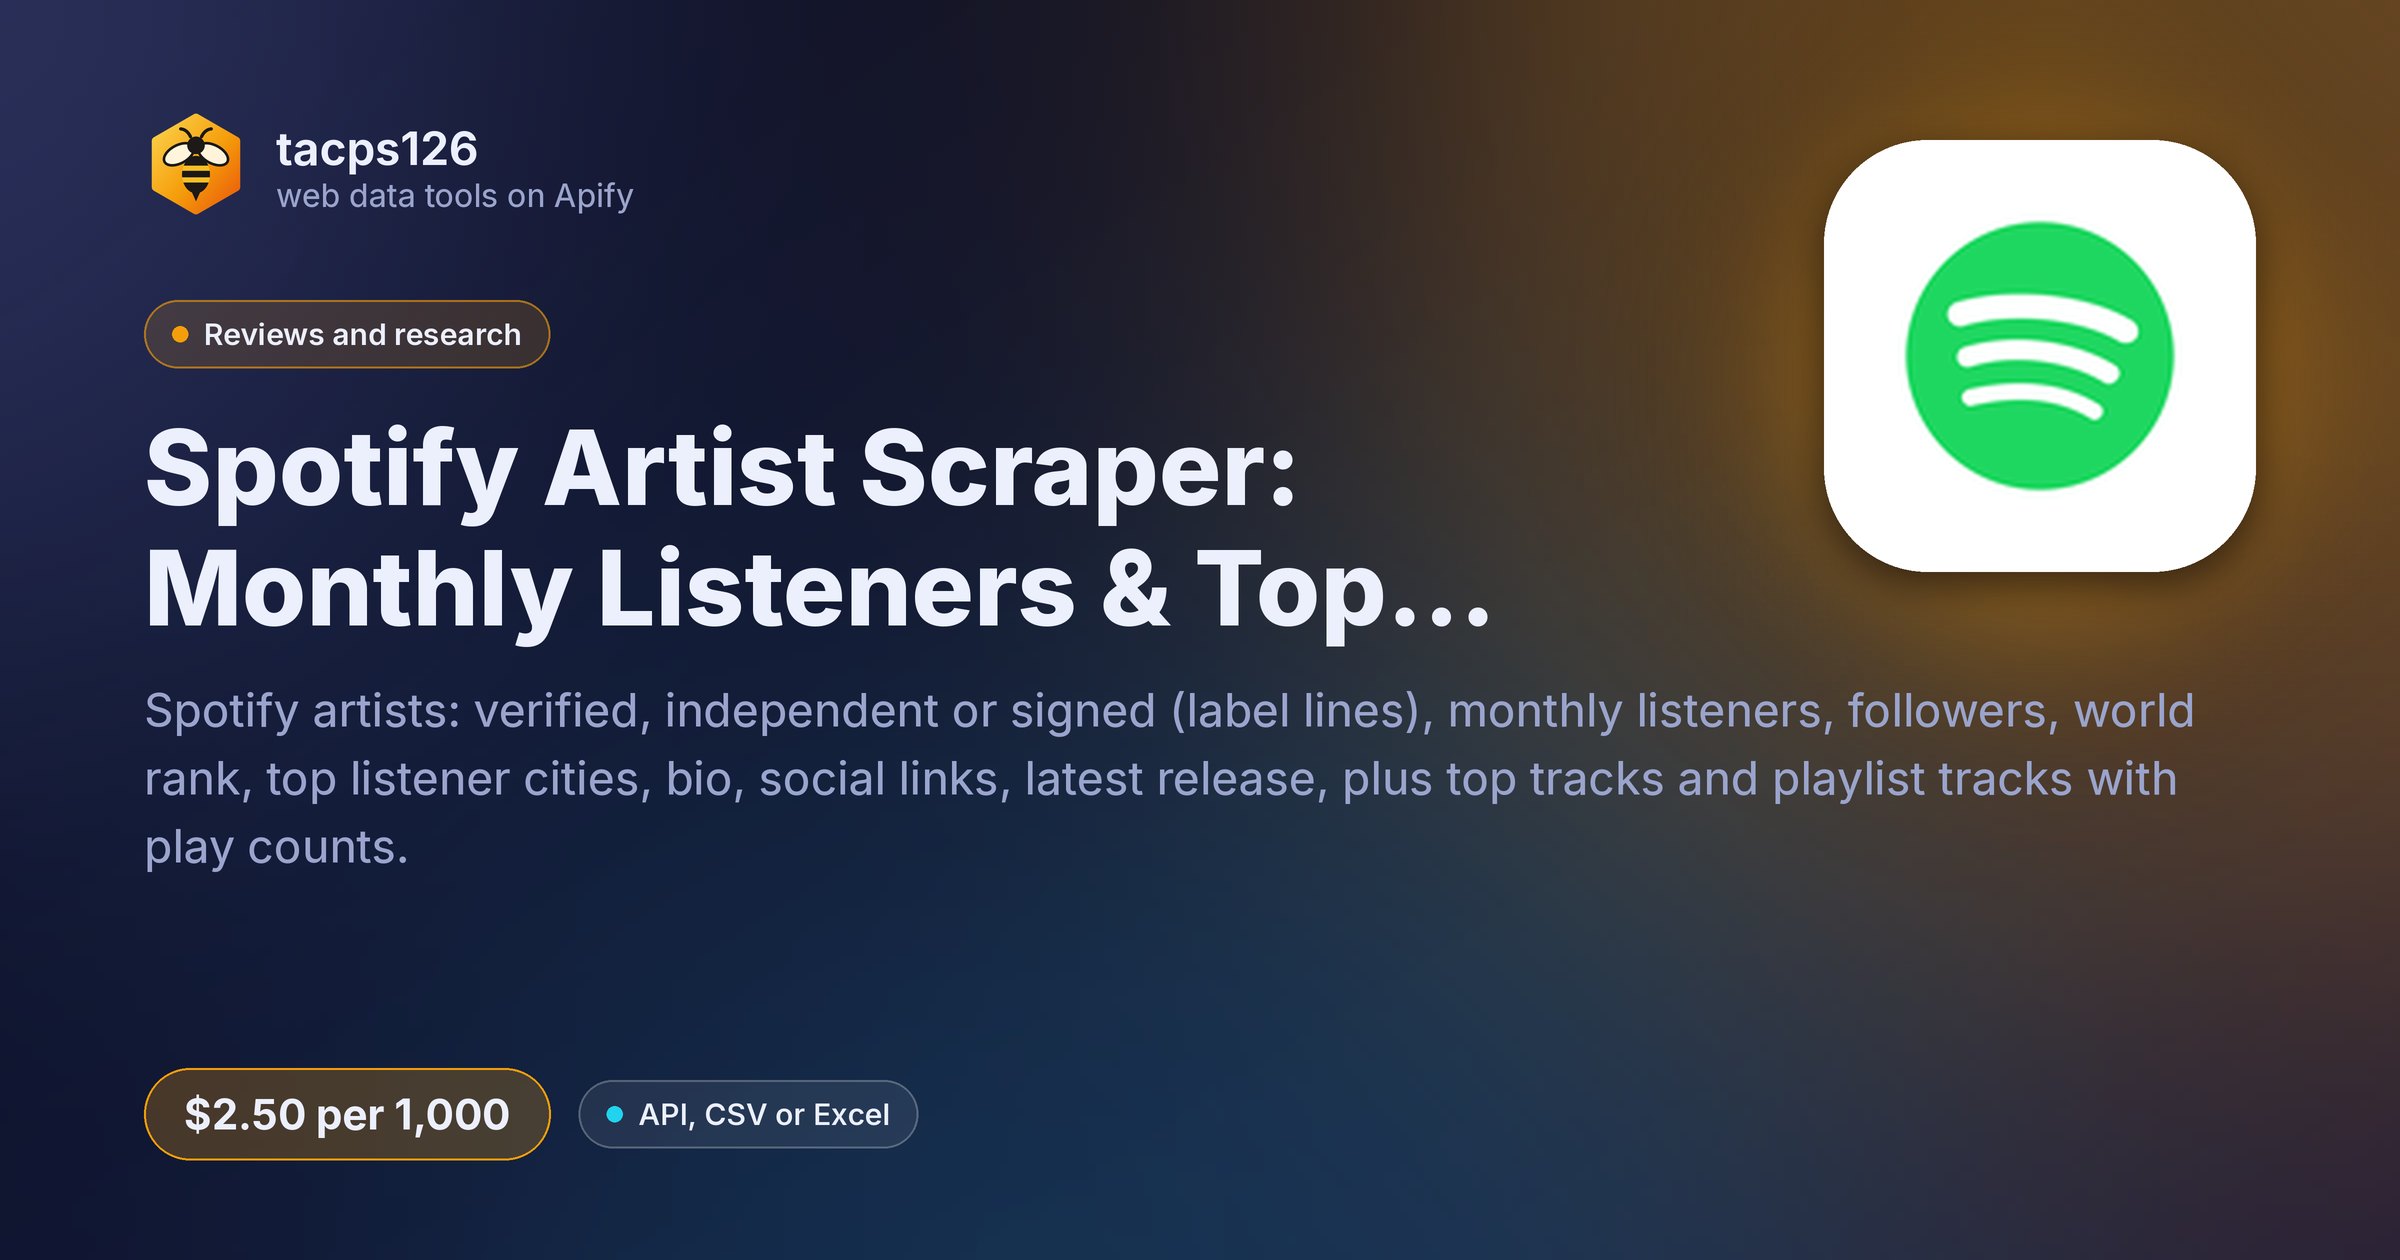 tacps126
web data tools on Apify
Reviews and research
Spotify Artist Scraper:
Monthly Listeners & Top...
Spotify artists: verified, independent or signed (label lines), monthly listeners, followers, world
rank, top listener cities, bio, social links, latest release, plus top tracks and playlist tracks with
play counts.
$2.50 per 1,000
API, CSV or Excel